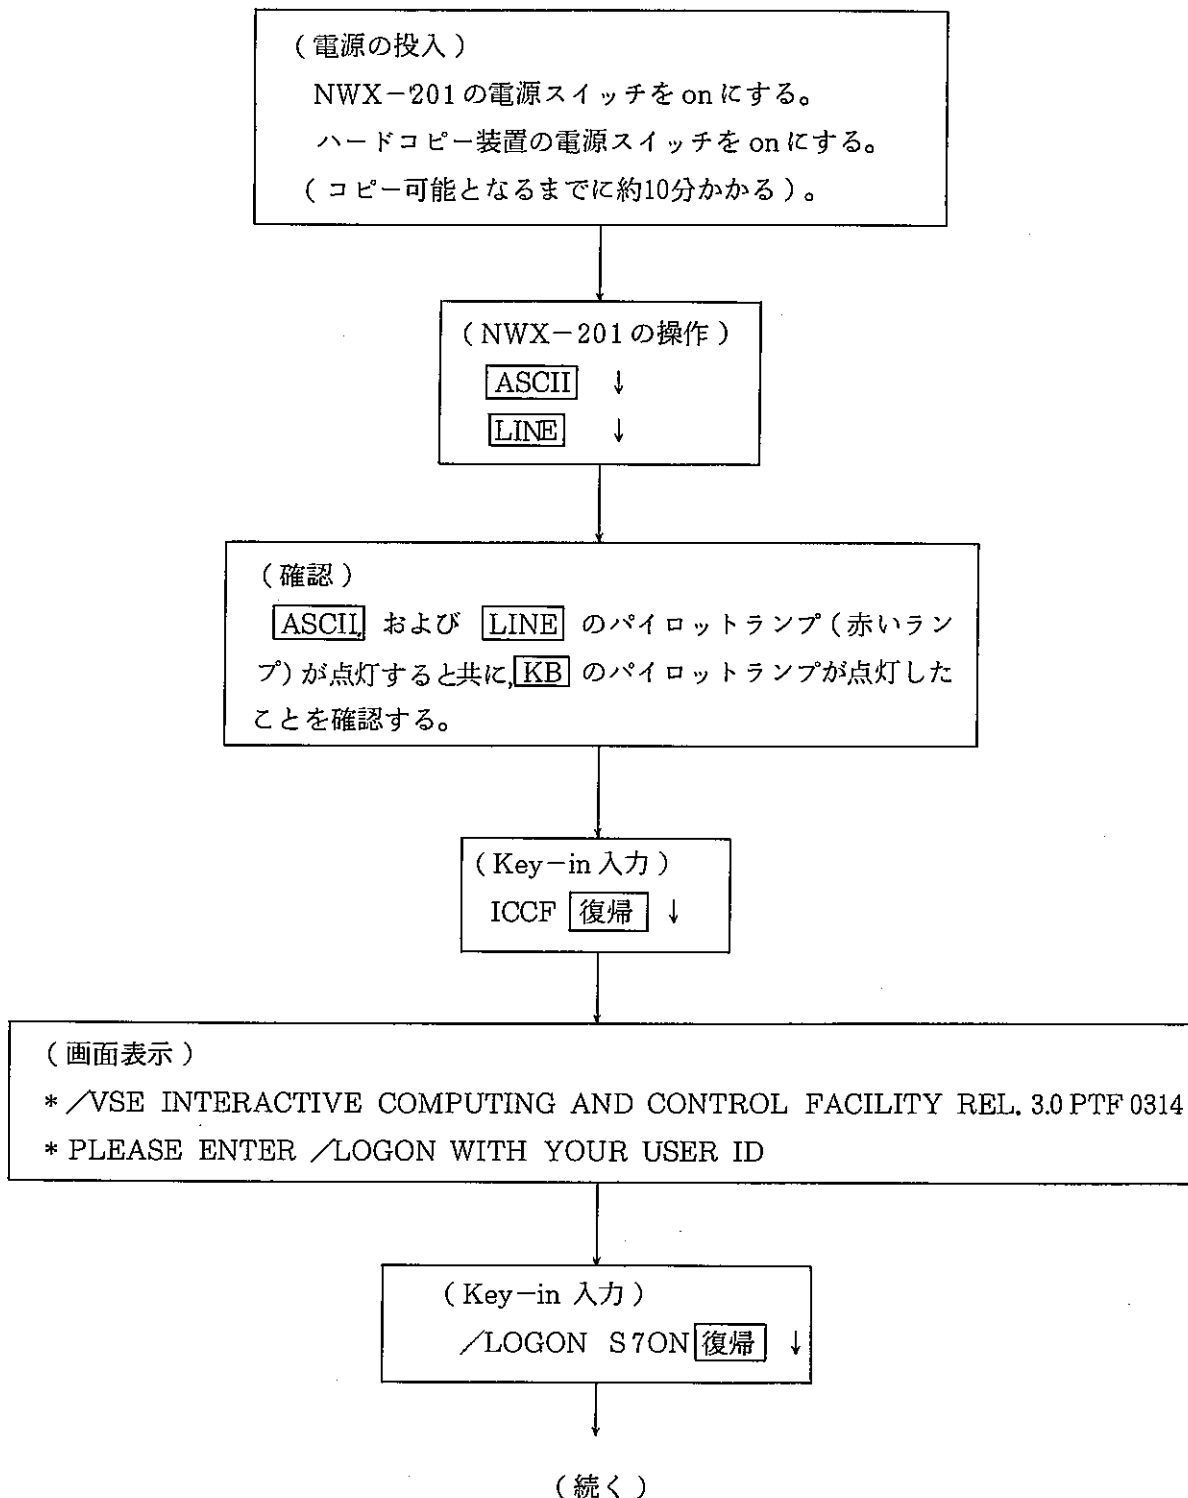 (電源の投入)
NWX-201の電源スイッチをonにする。
ハードコピー装置の電源スイッチをonにする。
(コピー可能となるまでに約10分かかる)。
(NWX-201の操作)
ASCII ↓
LINE ↓
(確認)
ASCII および LINE のパイロットランプ(赤いラン
プ)が点灯すると共に, KB のパイロットランプが点灯した
ことを確認する。
(Key-in 入力)
ICCF 復帰 ↓
(画面表示)
* /VSE INTERACTIVE COMPUTING AND CONTROL FACILITY REL. 3.0 PTF 0314
* PLEASE ENTER /LOGON WITH YOUR USER ID
(Key-in 入力)
/LOGON S7ON 復帰 ↓
(続く)